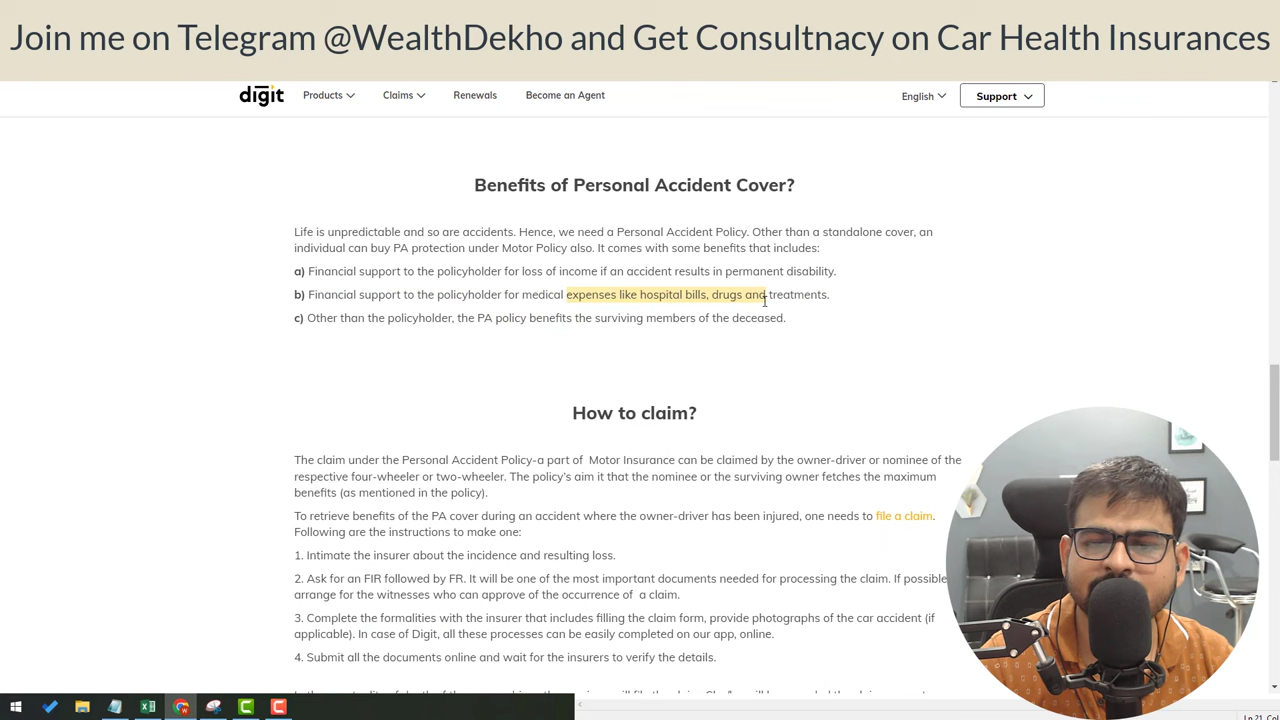 Join me on Telegram @WealthDekho and Get Consultnacy on Car Health Insurances
digit
Products
Claims
Renewals
Become an Agent
English
Support
Benefits of Personal Accident Cover?
Life is unpredictable and so are accidents. Hence, we need a Personal Accident Policy. Other than a standalone cover, an
individual can buy PA protection under Motor Policy also. It comes with some benefits that includes:
a) Financial support to the policyholder for loss of income if an accident results in permanent disability.
b) Financial support to the policyholder for medical expenses like hospital bills, drugs and treatments.
c) Other than the policyholder, the PA policy benefits the surviving members of the deceased.
How to claim?
The claim under the Personal Accident Policy-a part of Motor Insurance can be claimed by the owner-driver or nominee of the
respective four-wheeler or two-wheeler. The policy's aim it that the nominee or the surviving owner fetches the maximum
benefits (as mentioned in the policy).
To retrieve benefits of the PA cover during an accident where the owner-driver has been injured, one needs to file a claim.
Following are the instructions to make one:
1. Intimate the insurer about the incidence and resulting loss.
2. Ask for an FIR followed by FR. It will be one of the most important documents needed for processing the claim. If possible
arrange for the witnesses who can approve of the occurrence of a claim.
3. Complete the formalities with the insurer that includes filling the claim form, provide photographs of the car accident (if
applicable). In case of Digit, all these processes can be easily completed on our app, online.
4. Submit all the documents online and wait for the insurers to verify the details.
Ln 21, Col